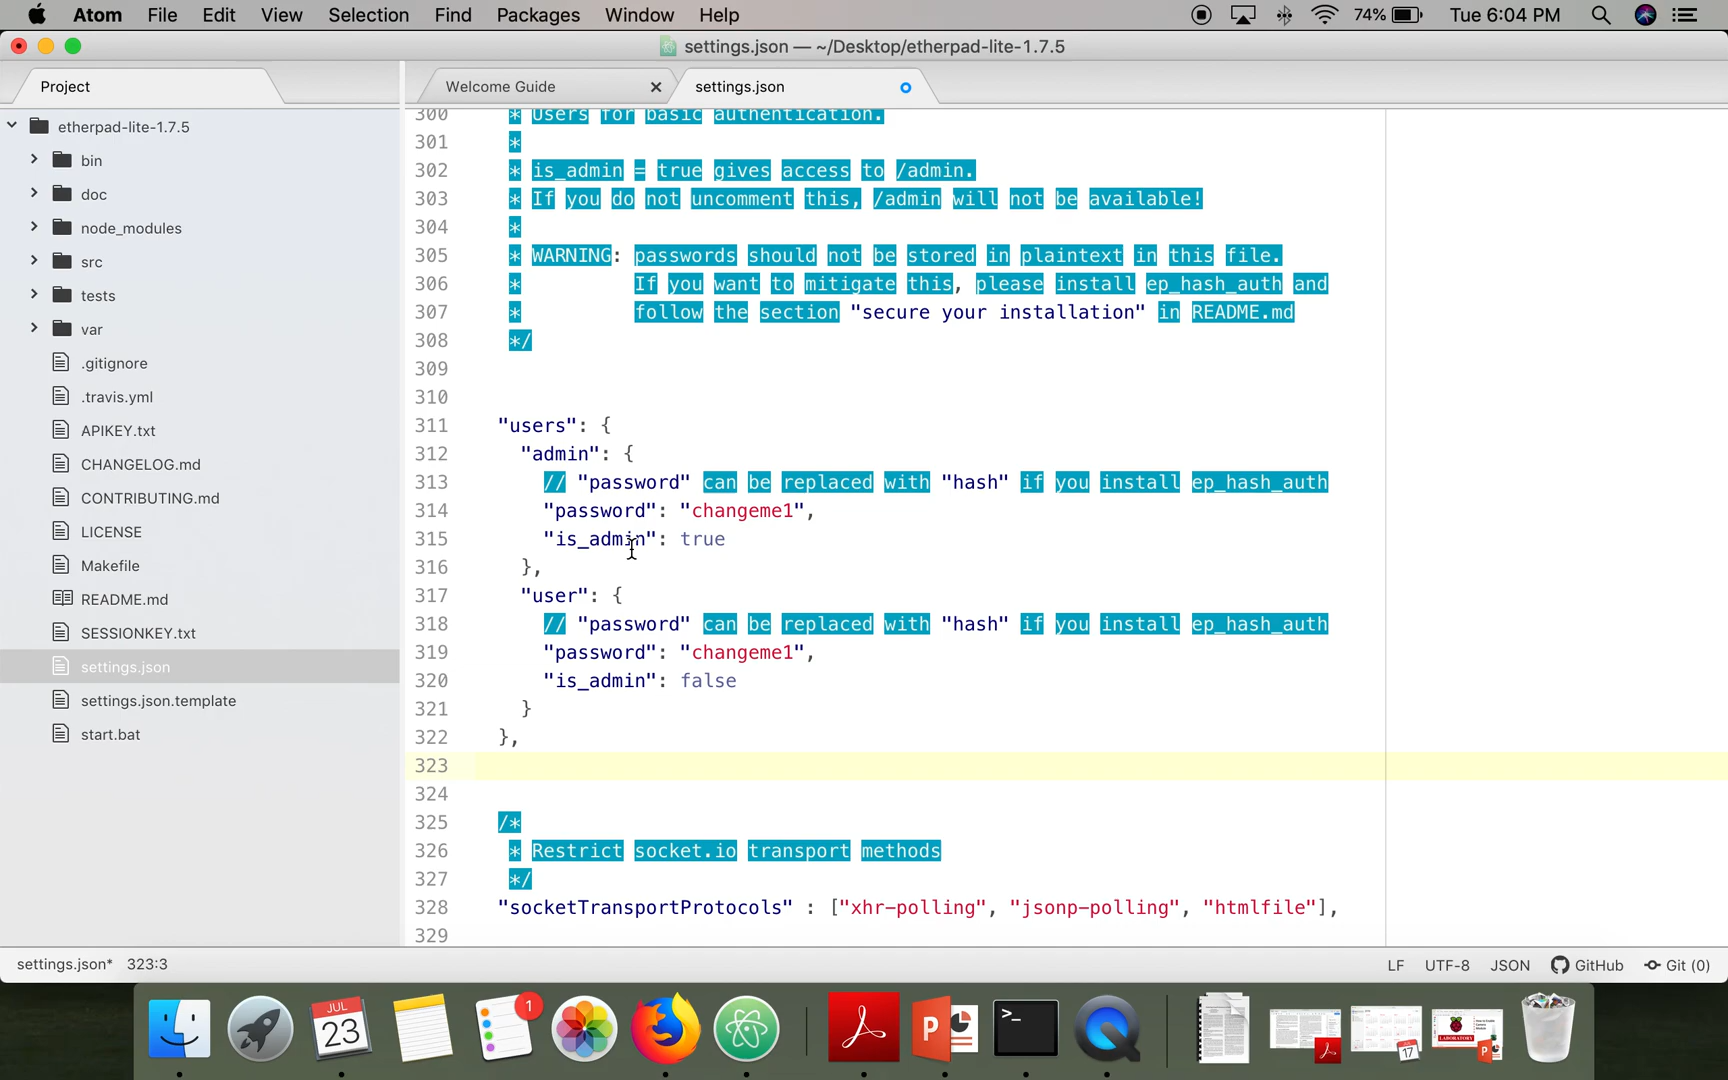 Atom File Edit View Selection Find Packages Window Help 74% Tue 6:04 PM
settings.json — ~/Desktop/etherpad-lite-1.7.5
Project
Welcome Guide
settings.json
etherpad-lite-1.7.5
bin
doc
node_modules
src
tests
var
.gitignore
.travis.yml
APIKEY.txt
CHANGELOG.md
CONTRIBUTING.md
LICENSE
Makefile
README.md
SESSIONKEY.txt
settings.json
settings.json.template
start.bat
300 * Users for basic authentication.
301 *
302 * is_admin = true gives access to /admin.
303 * If you do not uncomment this, /admin will not be available!
304 *
305 * WARNING: passwords should not be stored in plaintext in this file.
306 * If you want to mitigate this, please install ep_hash_auth and
307 * follow the section "secure your installation" in README.md
308 */
309
310
311 "users": {
312 "admin": {
313 // "password" can be replaced with "hash" if you install ep_hash_auth
314 "password": "changeme1",
315 "is_admin": true
316 },
317 "user": {
318 // "password" can be replaced with "hash" if you install ep_hash_auth
319 "password": "changeme1",
320 "is_admin": false
321 }
322 },
323
324
325 /*
326 * Restrict socket.io transport methods
327 */
328 "socketTransportProtocols" : ["xhr-polling", "jsonp-polling", "htmlfile"],
329
settings.json* 323:3 LF UTF-8 JSON GitHub Git (0)
JUL
23
1
P
>_
17
LABORATORY
P